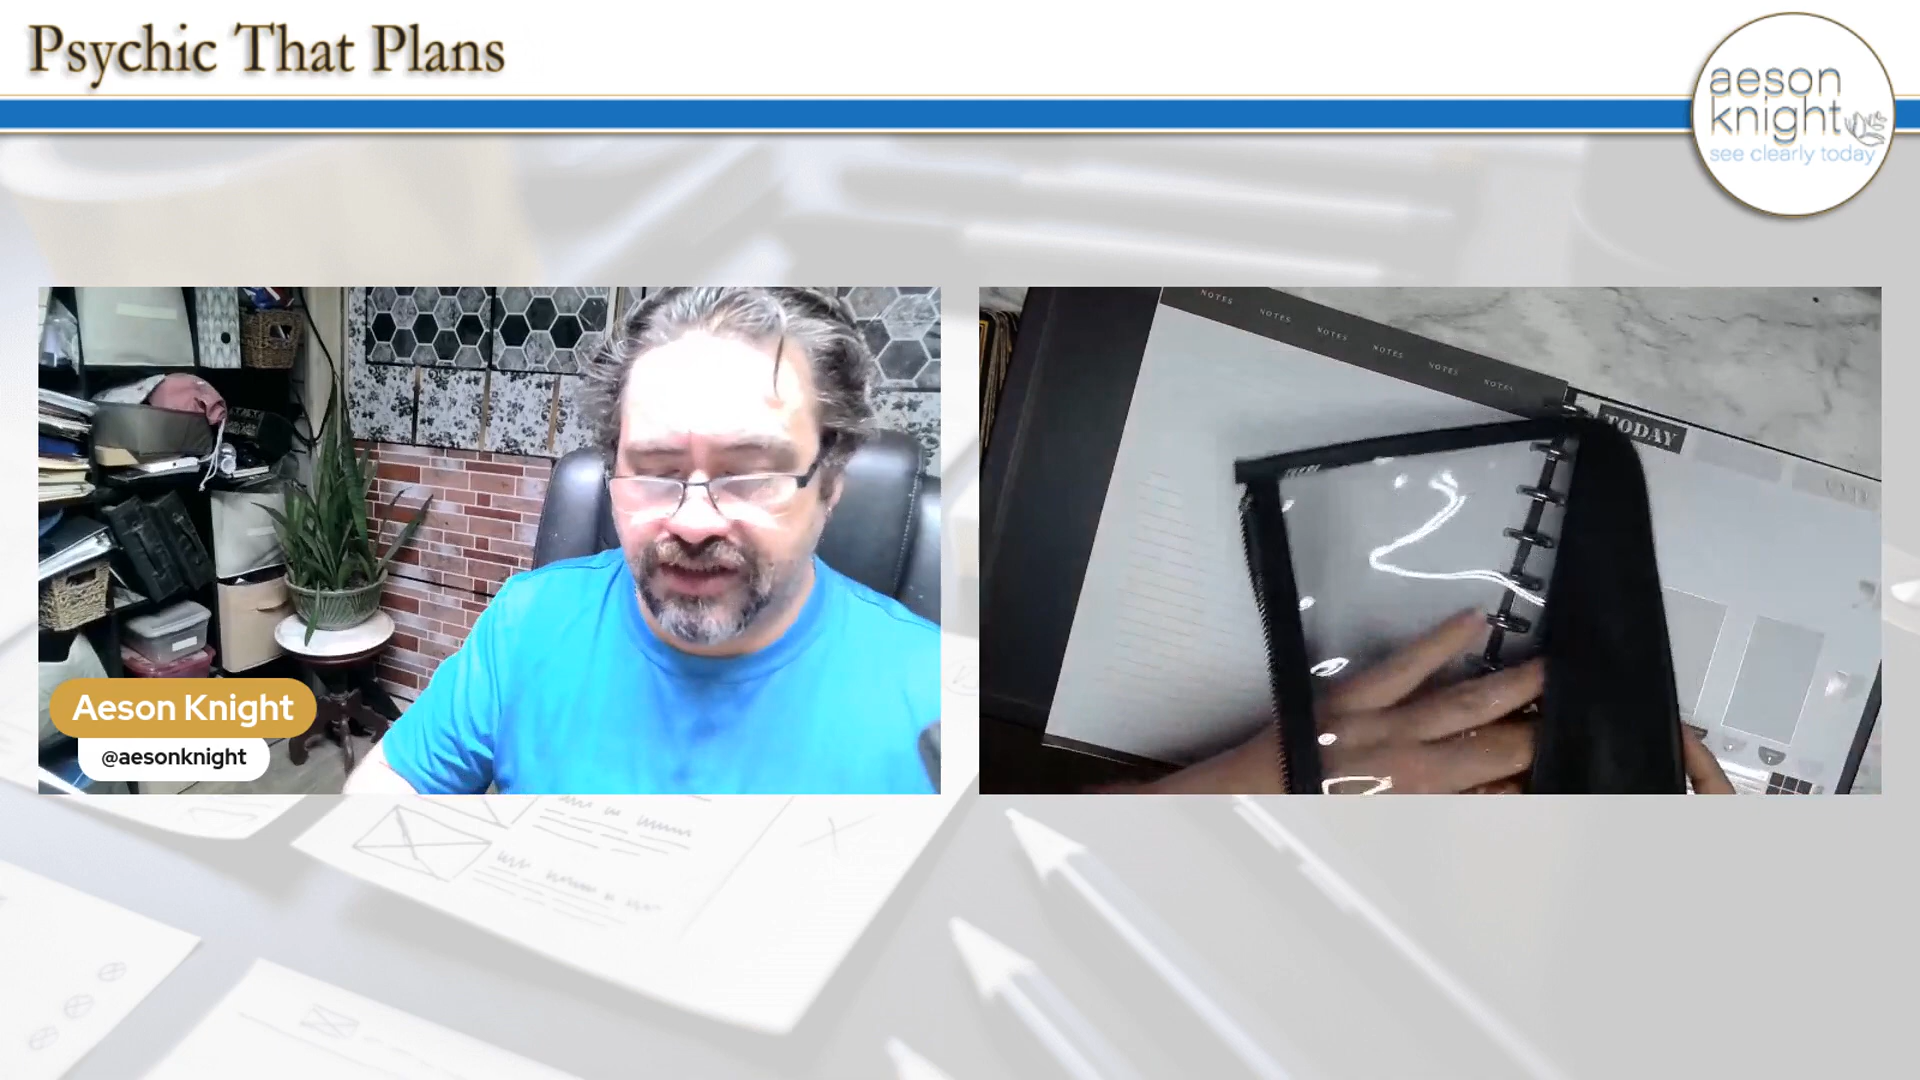 Psychic That Plans
aeson
knight
see clearly today
NOTES NOTES NOTES NOTES NOTES NOTES
TODAY
Aeson Knight
@aesonknight